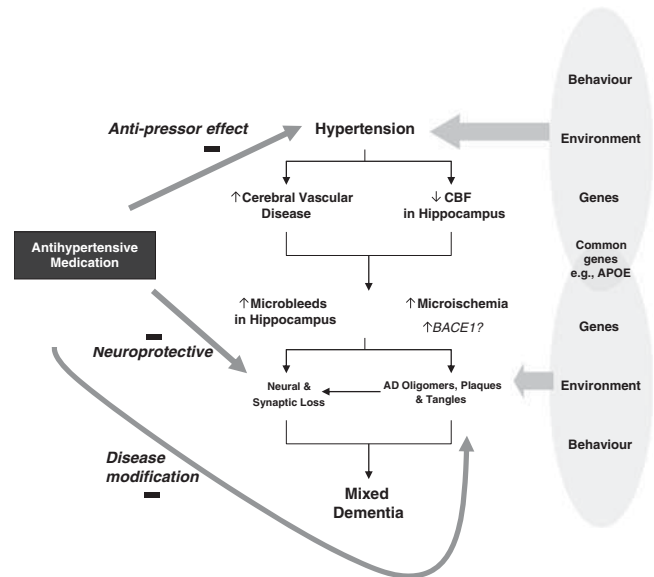 Behaviour
Anti-pressor effect
Hypertension
Environment
↑Cerebral Vascular
Disease
↓ CBF
in Hippocampus
Genes
Antihypertensive
Medication
Common
genes
e.g., APOE
↑Microbleeds
in Hippocampus
↑Microischemia
↑BACE1?
Genes
Neuroprotective
Neural &
Synaptic Loss
AD Oligomers, Plaques
& Tangles
Environment
Disease
modification
Behaviour
Mixed
Dementia